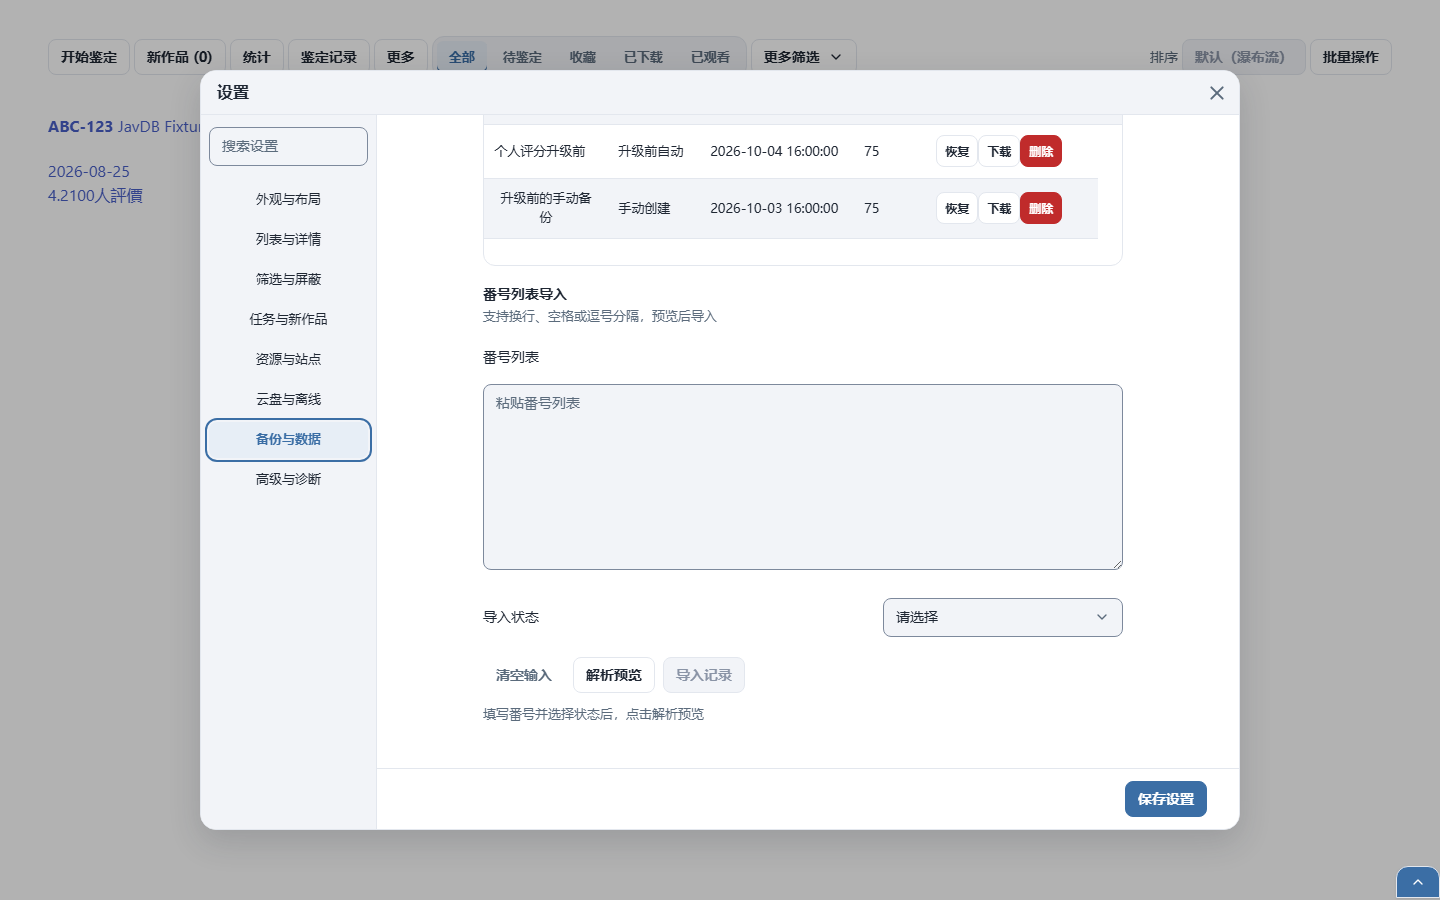 开始鉴定 新作品 (0) 统计 鉴定记录 更多 全部 待鉴定 收藏 已下载 已观看 更多筛选 排序 默认（瀑布流） 批量操作
设置
ABC-123 JavDB Fixtur
2026-08-25
4.2100人評價
搜索设置
外观与布局
列表与详情
筛选与屏蔽
任务与新作品
资源与站点
云盘与离线
备份与数据
高级与诊断
个人评分升级前 升级前自动 2026-10-04 16:00:00 75 恢复 下载 删除
升级前的手动备份 手动创建 2026-10-03 16:00:00 75 恢复 下载 删除
番号列表导入
支持换行、空格或逗号分隔，预览后导入
番号列表
粘贴番号列表
导入状态 请选择
清空输入 解析预览 导入记录
填写番号并选择状态后，点击解析预览
保存设置